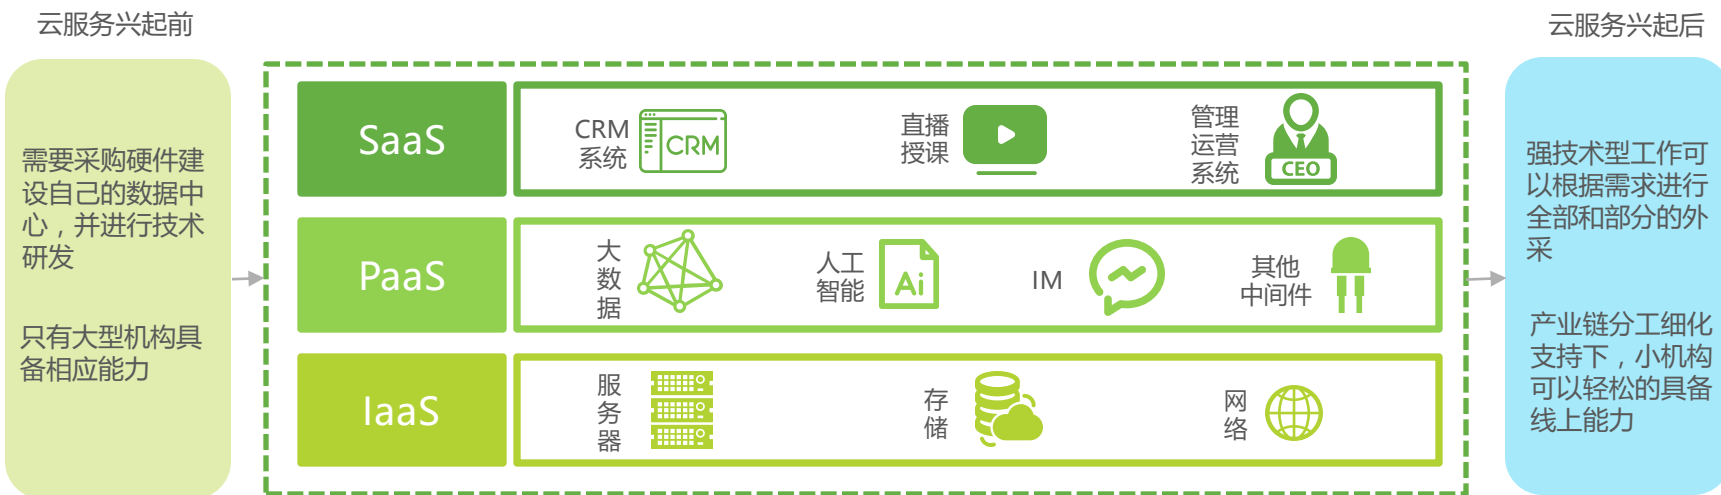 云服务兴起前
云服务兴起后
需要采购硬件建
设自己的数据中
心，并进行技术
研发
只有大型机构具
备相应能力
SaaS
CRM
系统
CRM
直播
授课
管理
运营
系统
CEO
PaaS
大
数
据
人工
智能
Ai
IM
其他
中间件
IaaS
服
务
器
存
储
网
络
强技术型工作可
以根据需求进行
全部和部分的外
采
产业链分工细化
支持下，小机构
可以轻松的具备
线上能力